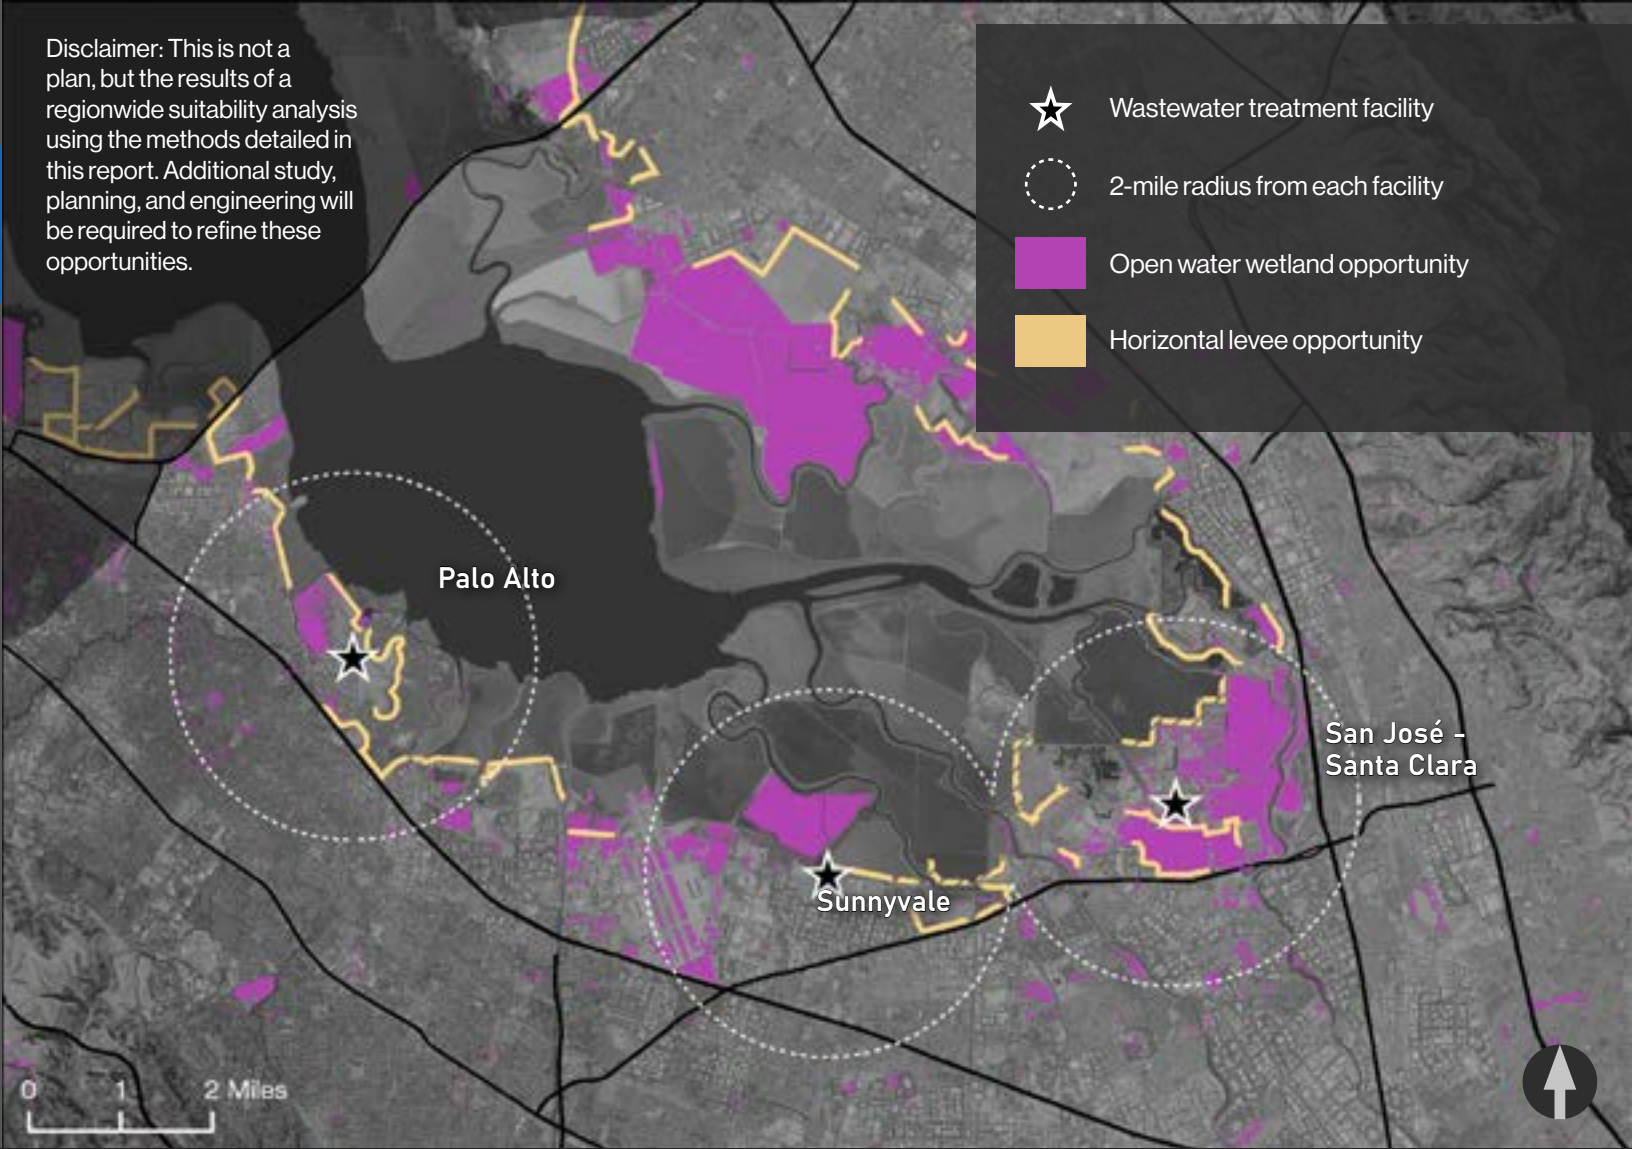 Disclaimer: This is not a
plan, but the results of a
regionwide suitability analysis
using the methods detailed in
this report. Additional study,
planning, and engineering will
be required to refine these
opportunities.
Wastewater treatment facility
2-mile radius from each facility
Open water wetland opportunity
Horizontal levee opportunity
Palo Alto
San José -
Santa Clara
Sunnyvale
0 1 2 Miles